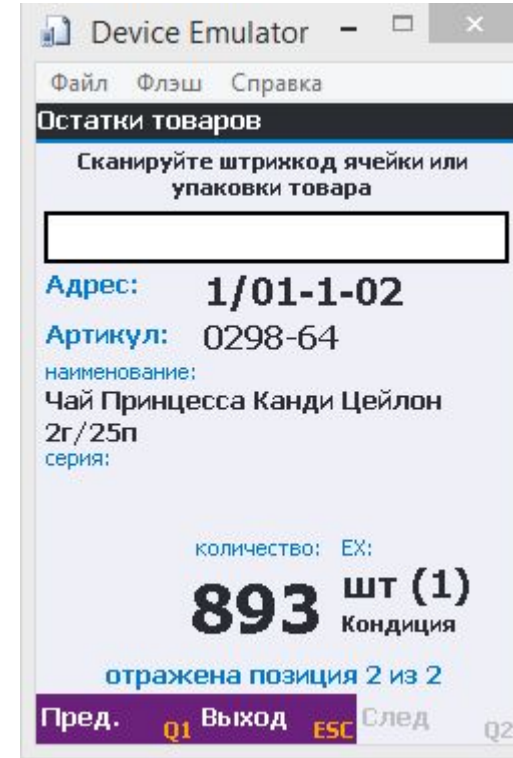 Device Emulator
Файл Флэш Справка
Остатки товаров
Сканируйте штрихкод ячейки или
упаковки товара
Адрес: 1/01-1-02
Артикул: 0298-64
наименование:
Чай Принцесса Канди Цейлон
2г/25п
серия:
количество: ЕХ:
893 шт (1)
Кондиция
отражена позиция 2 из 2
Пред. Q1 Выход ESC След Q2